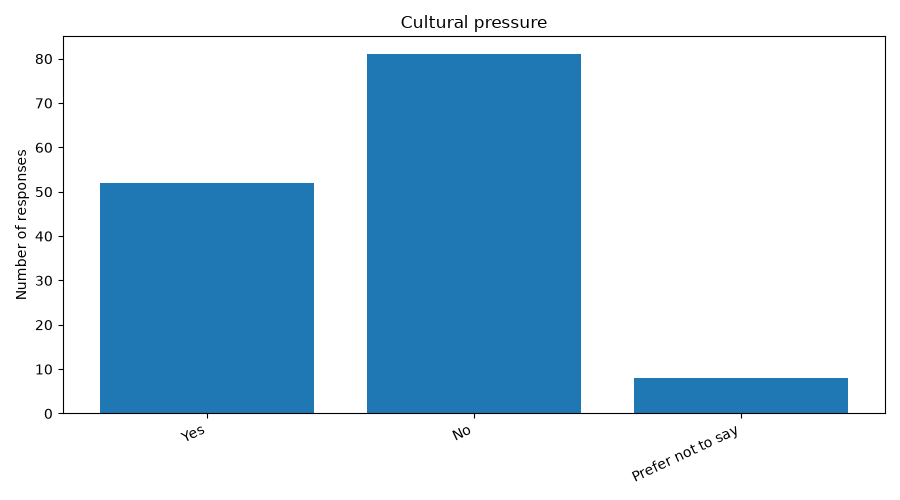 Cultural pressure
Number of responses
80
70
60
50
40
30
20
10
0
Yes
No
Prefer not to say